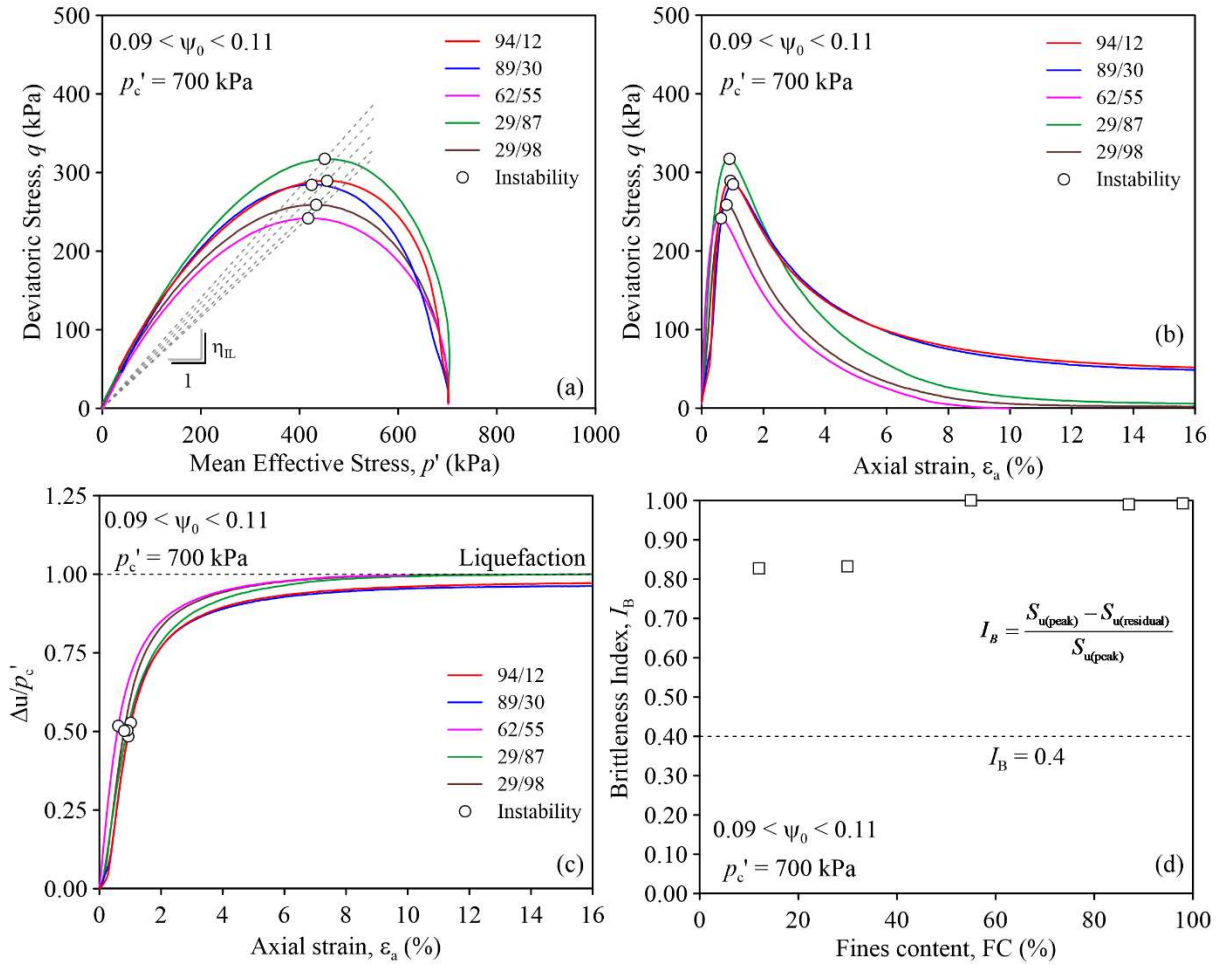 500
400
300
200
100
0
Deviatoric Stress, q (kPa)
0.09 < ψ₀ < 0.11
pc' = 700 kPa
94/12
89/30
62/55
29/87
29/98
Instability
ηIL
1
(a)
0 200 400 600 800 1000
Mean Effective Stress, p' (kPa)
500
400
300
200
100
0
Deviatoric Stress, q (kPa)
0.09 < ψ₀ < 0.11
pc' = 700 kPa
94/12
89/30
62/55
29/87
29/98
Instability
(b)
0 2 4 6 8 10 12 14 16
Axial strain, εa (%)
1.25
1.00
0.75
0.50
0.25
0.00
Δu/pc'
0.09 < ψ₀ < 0.11
pc' = 700 kPa
Liquefaction
94/12
89/30
62/55
29/87
29/98
Instability
(c)
0 2 4 6 8 10 12 14 16
Axial strain, εa (%)
1.00
0.90
0.80
0.70
0.60
0.50
0.40
0.30
0.20
0.10
0.00
Brittleness Index, IB
IB = (Su(peak) − Su(residual)) / Su(peak)
IB = 0.4
0.09 < ψ₀ < 0.11
pc' = 700 kPa
(d)
0 20 40 60 80 100
Fines content, FC (%)